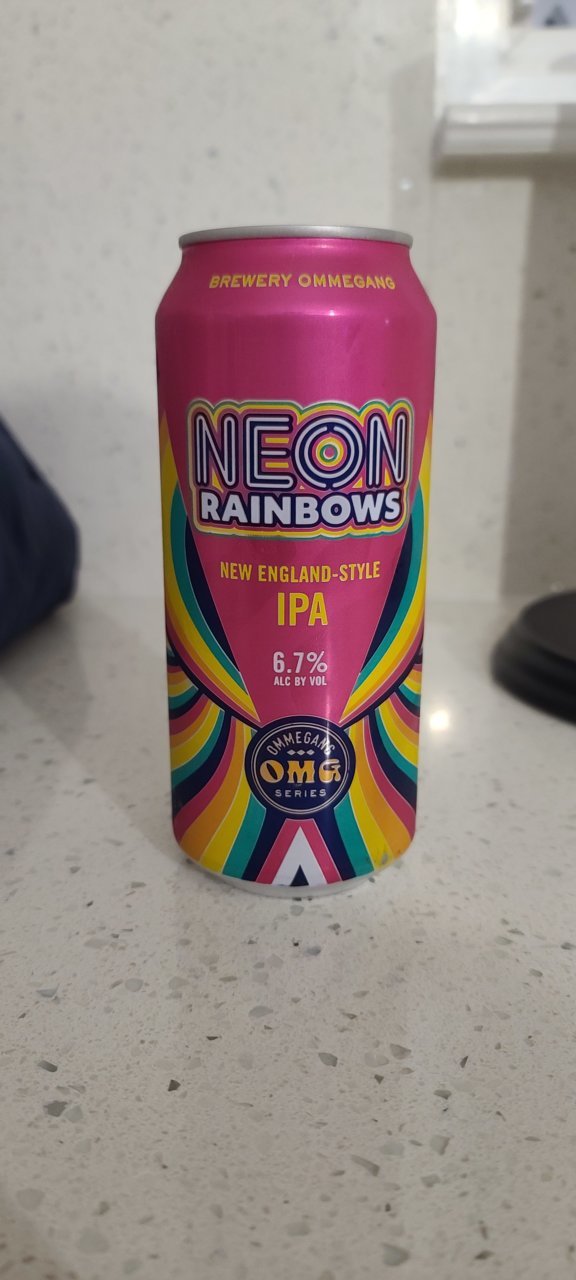 BREWERY OMMEGANG
NEON
RAINBOWS
NEW ENGLAND-STYLE
IPA
6.7%
ALC BY VOL
OMMEGANG
OMG
SERIES